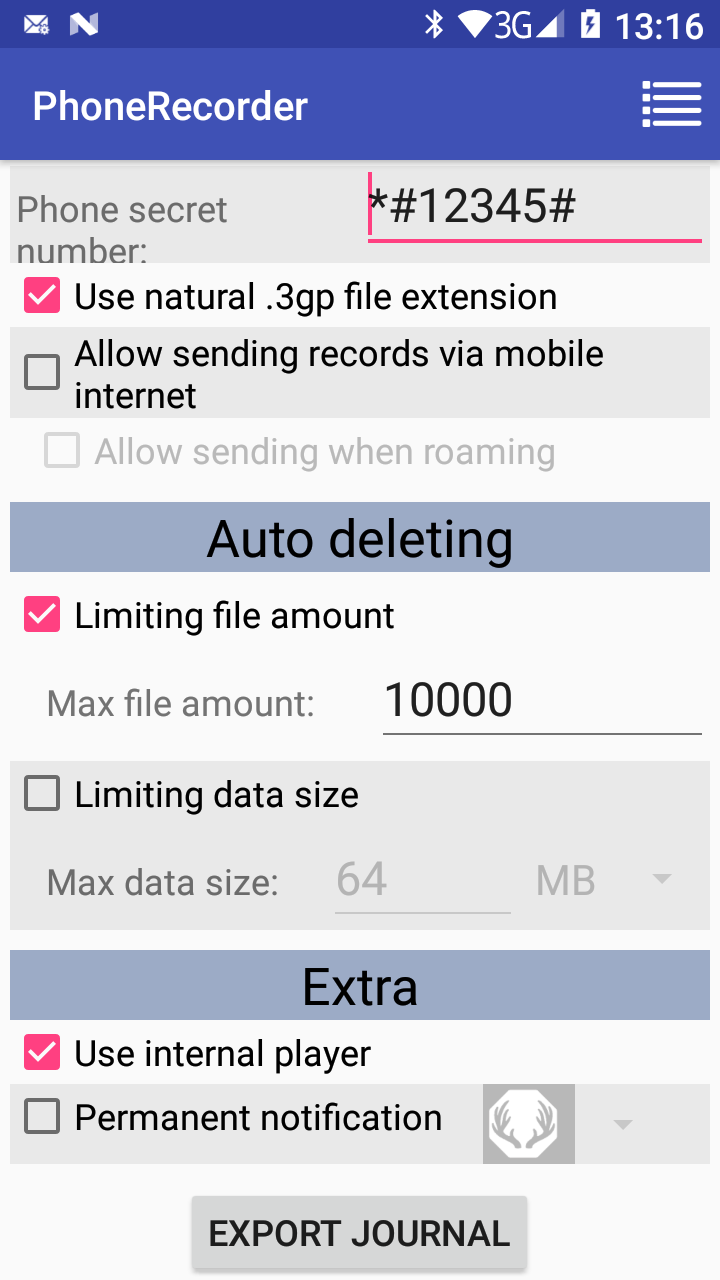 3G 13:16
PhoneRecorder
Phone secret
number:
*#12345#
Use natural .3gp file extension
Allow sending records via mobile
internet
Allow sending when roaming
Auto deleting
Limiting file amount
Max file amount: 10000
Limiting data size
Max data size: 64 MB
Extra
Use internal player
Permanent notification
EXPORT JOURNAL